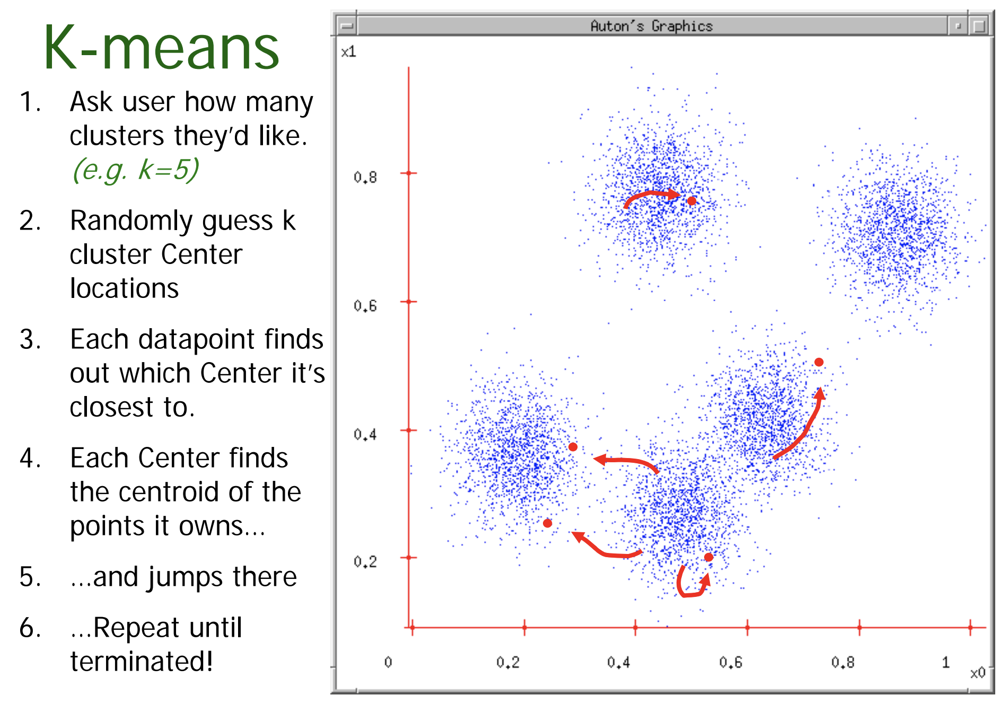 K-means
1. Ask user how many
clusters they'd like.
(e.g. k=5)
2. Randomly guess k
cluster Center
locations
3. Each datapoint finds
out which Center it's
closest to.
4. Each Center finds
the centroid of the
points it owns...
5. ...and jumps there
6. ...Repeat until
terminated!
Auton's Graphics
x1
0.8
0.6
0.4
0.2
0 0.2 0.4 0.6 0.8 1
x0